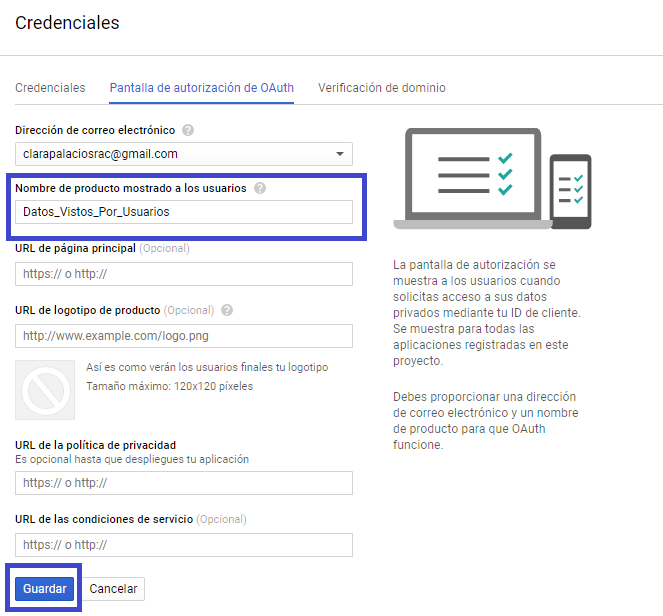 Credenciales
Credenciales Pantalla de autorización de OAuth Verificación de dominio
Dirección de correo electrónico ?
clarapalaciosrac@gmail.com
Nombre de producto mostrado a los usuarios ?
Datos_Vistos_Por_Usuarios
URL de página principal (Opcional)
https:// o http://
URL de logotipo de producto (Opcional) ?
http://www.example.com/logo.png
Así es como verán los usuarios finales tu logotipo
Tamaño máximo: 120x120 píxeles
URL de la política de privacidad
Es opcional hasta que despliegues tu aplicación
https:// o http://
URL de las condiciones de servicio (Opcional)
https:// o http://
Guardar Cancelar
La pantalla de autorización se
muestra a los usuarios cuando
solicitas acceso a sus datos
privados mediante tu ID de cliente.
Se muestra para todas las
aplicaciones registradas en este
proyecto.
Debes proporcionar una dirección
de correo electrónico y un nombre
de producto para que OAuth
funcione.